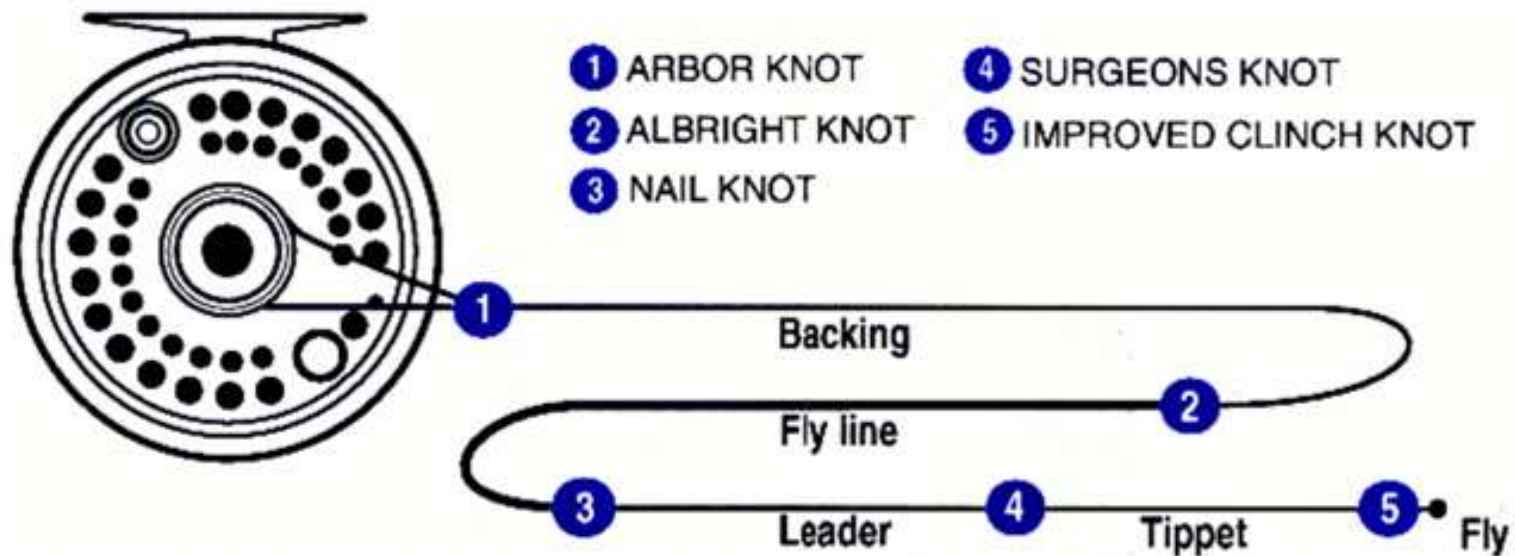 1 ARBOR KNOT
2 ALBRIGHT KNOT
3 NAIL KNOT
4 SURGEONS KNOT
5 IMPROVED CLINCH KNOT
1
Backing
2
Fly line
3
4
5
Leader
Tippet
Fly